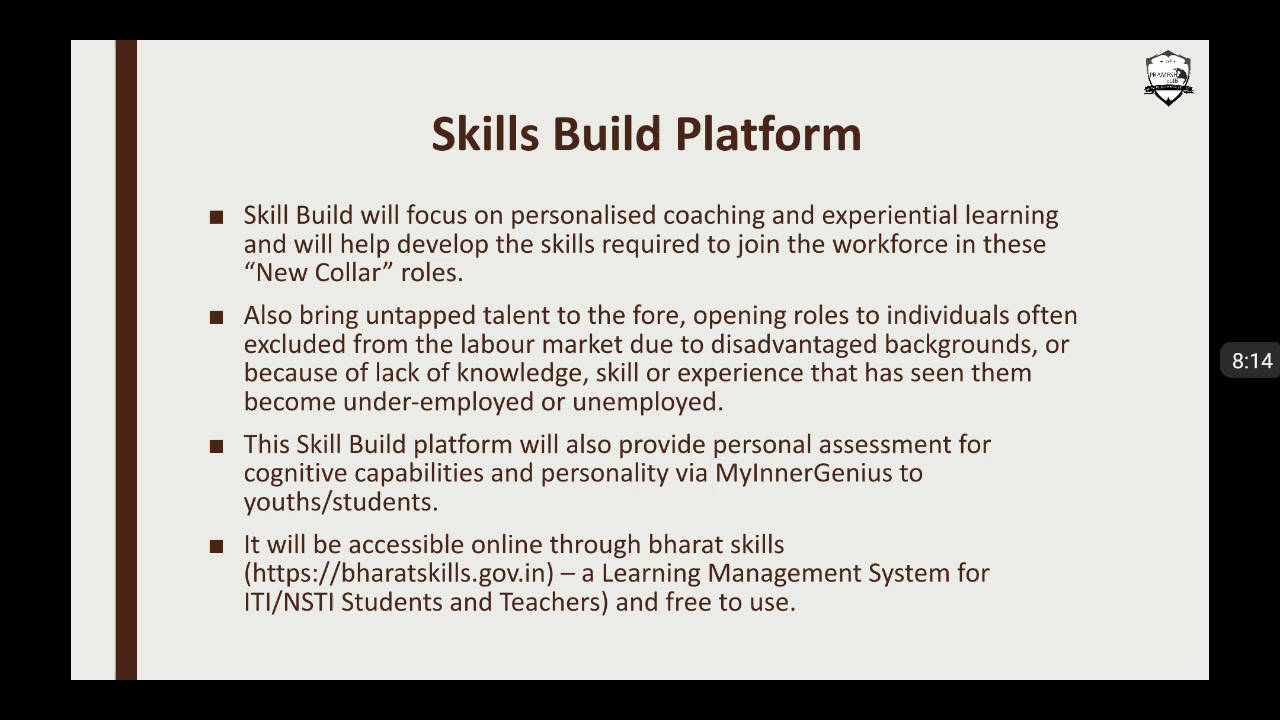 Skills Build Platform
■ Skill Build will focus on personalised coaching and experiential learning
and will help develop the skills required to join the workforce in these
“New Collar” roles.
■ Also bring untapped talent to the fore, opening roles to individuals often
excluded from the labour market due to disadvantaged backgrounds, or
because of lack of knowledge, skill or experience that has seen them
become under-employed or unemployed.
■ This Skill Build platform will also provide personal assessment for
cognitive capabilities and personality via MyInnerGenius to
youths/students.
■ It will be accessible online through bharat skills
(https://bharatskills.gov.in) – a Learning Management System for
ITI/NSTI Students and Teachers) and free to use.
8:14